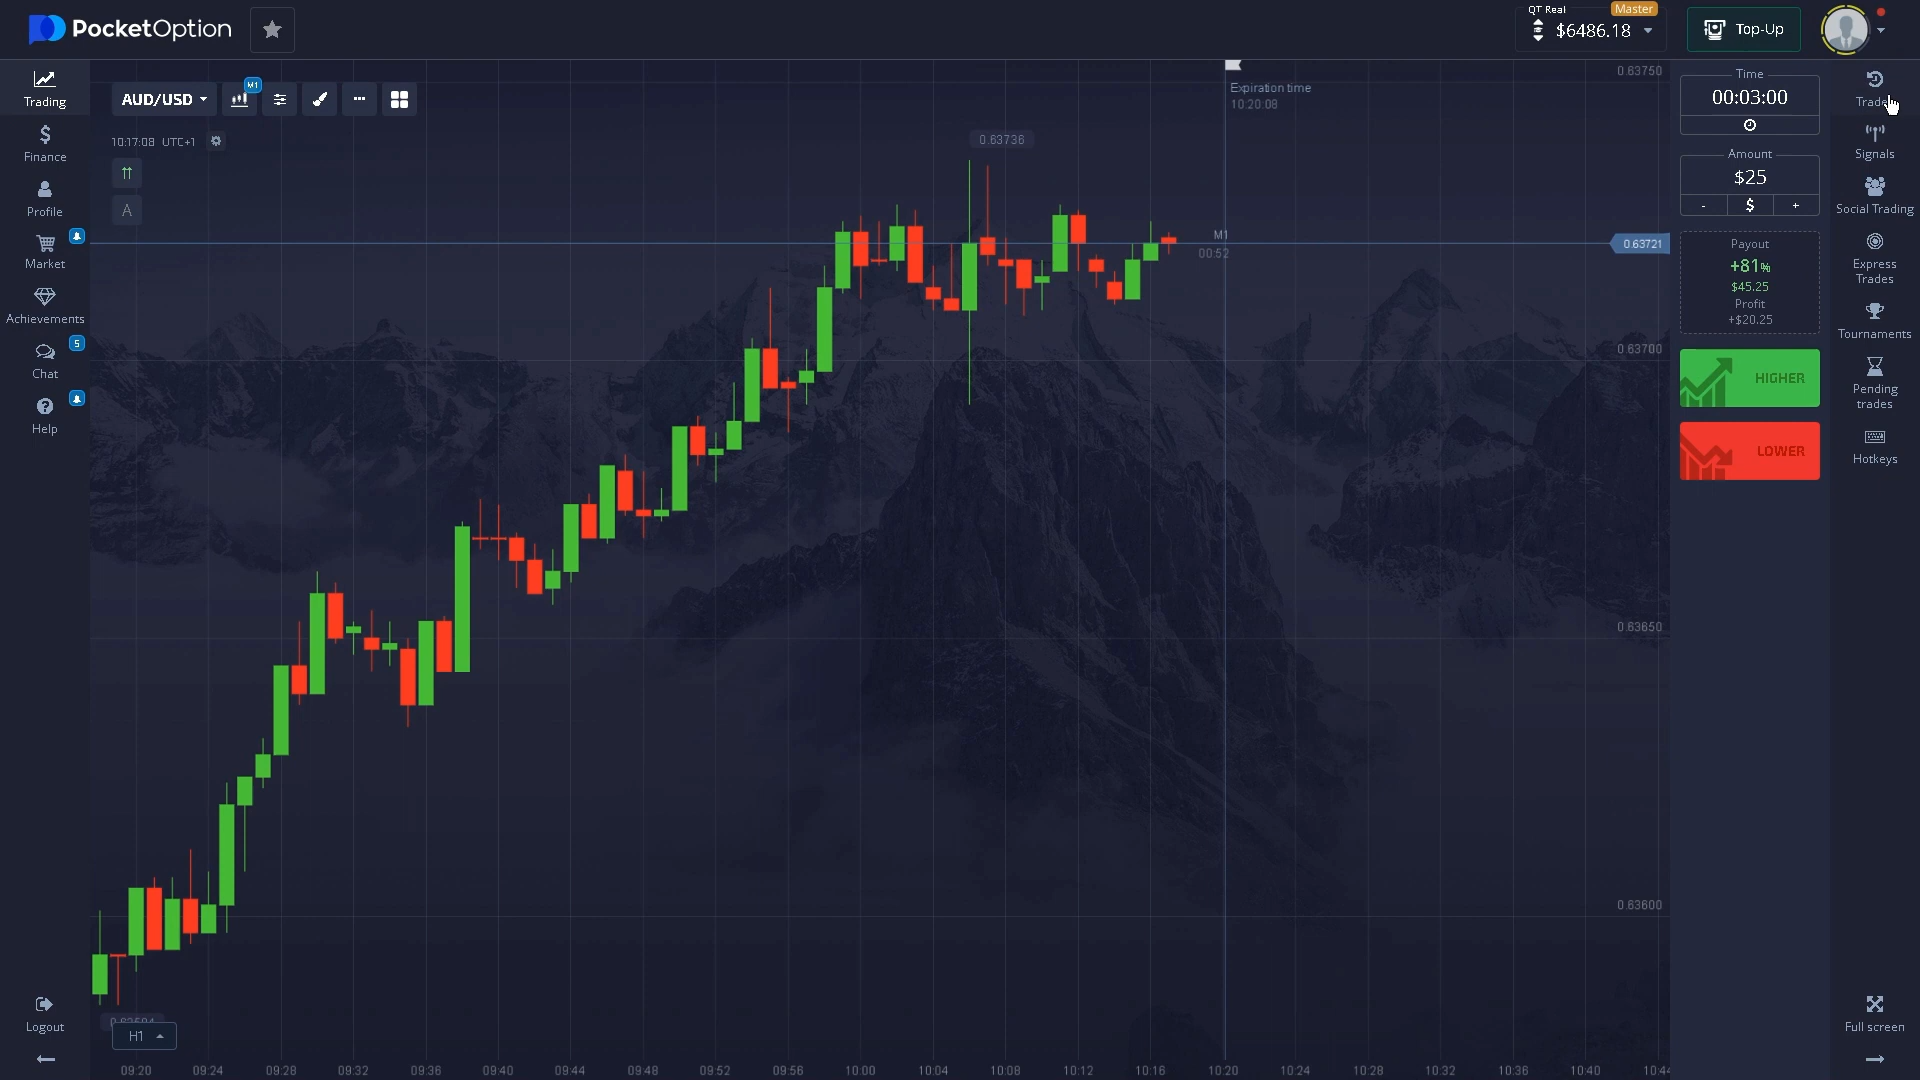 PocketOption
QT Real
Master
$6486.18
Top-Up
Trading
Finance
Profile
Market
Achievements
5
Chat
Help
Logout
AUD/USD
M1
10:17:08 UTC+1
A
0.63736
Expiration time
10:20:08
M1
00:52
0.63750
0.63721
0.63700
0.63650
0.63600
H1
09:20 09:24 09:28 09:32 09:36 09:40 09:44 09:48 09:52 09:56 10:00 10:04 10:08 10:12 10:16 10:20 10:24 10:28 10:32 10:36 10:40 10:44
Time
00:03:00
Amount
$25
- $ +
Payout
+81%
$45.25
Profit
+$20.25
HIGHER
LOWER
Signals
Social Trading
Express
Trades
Tournaments
Pending
trades
Hotkeys
Full screen